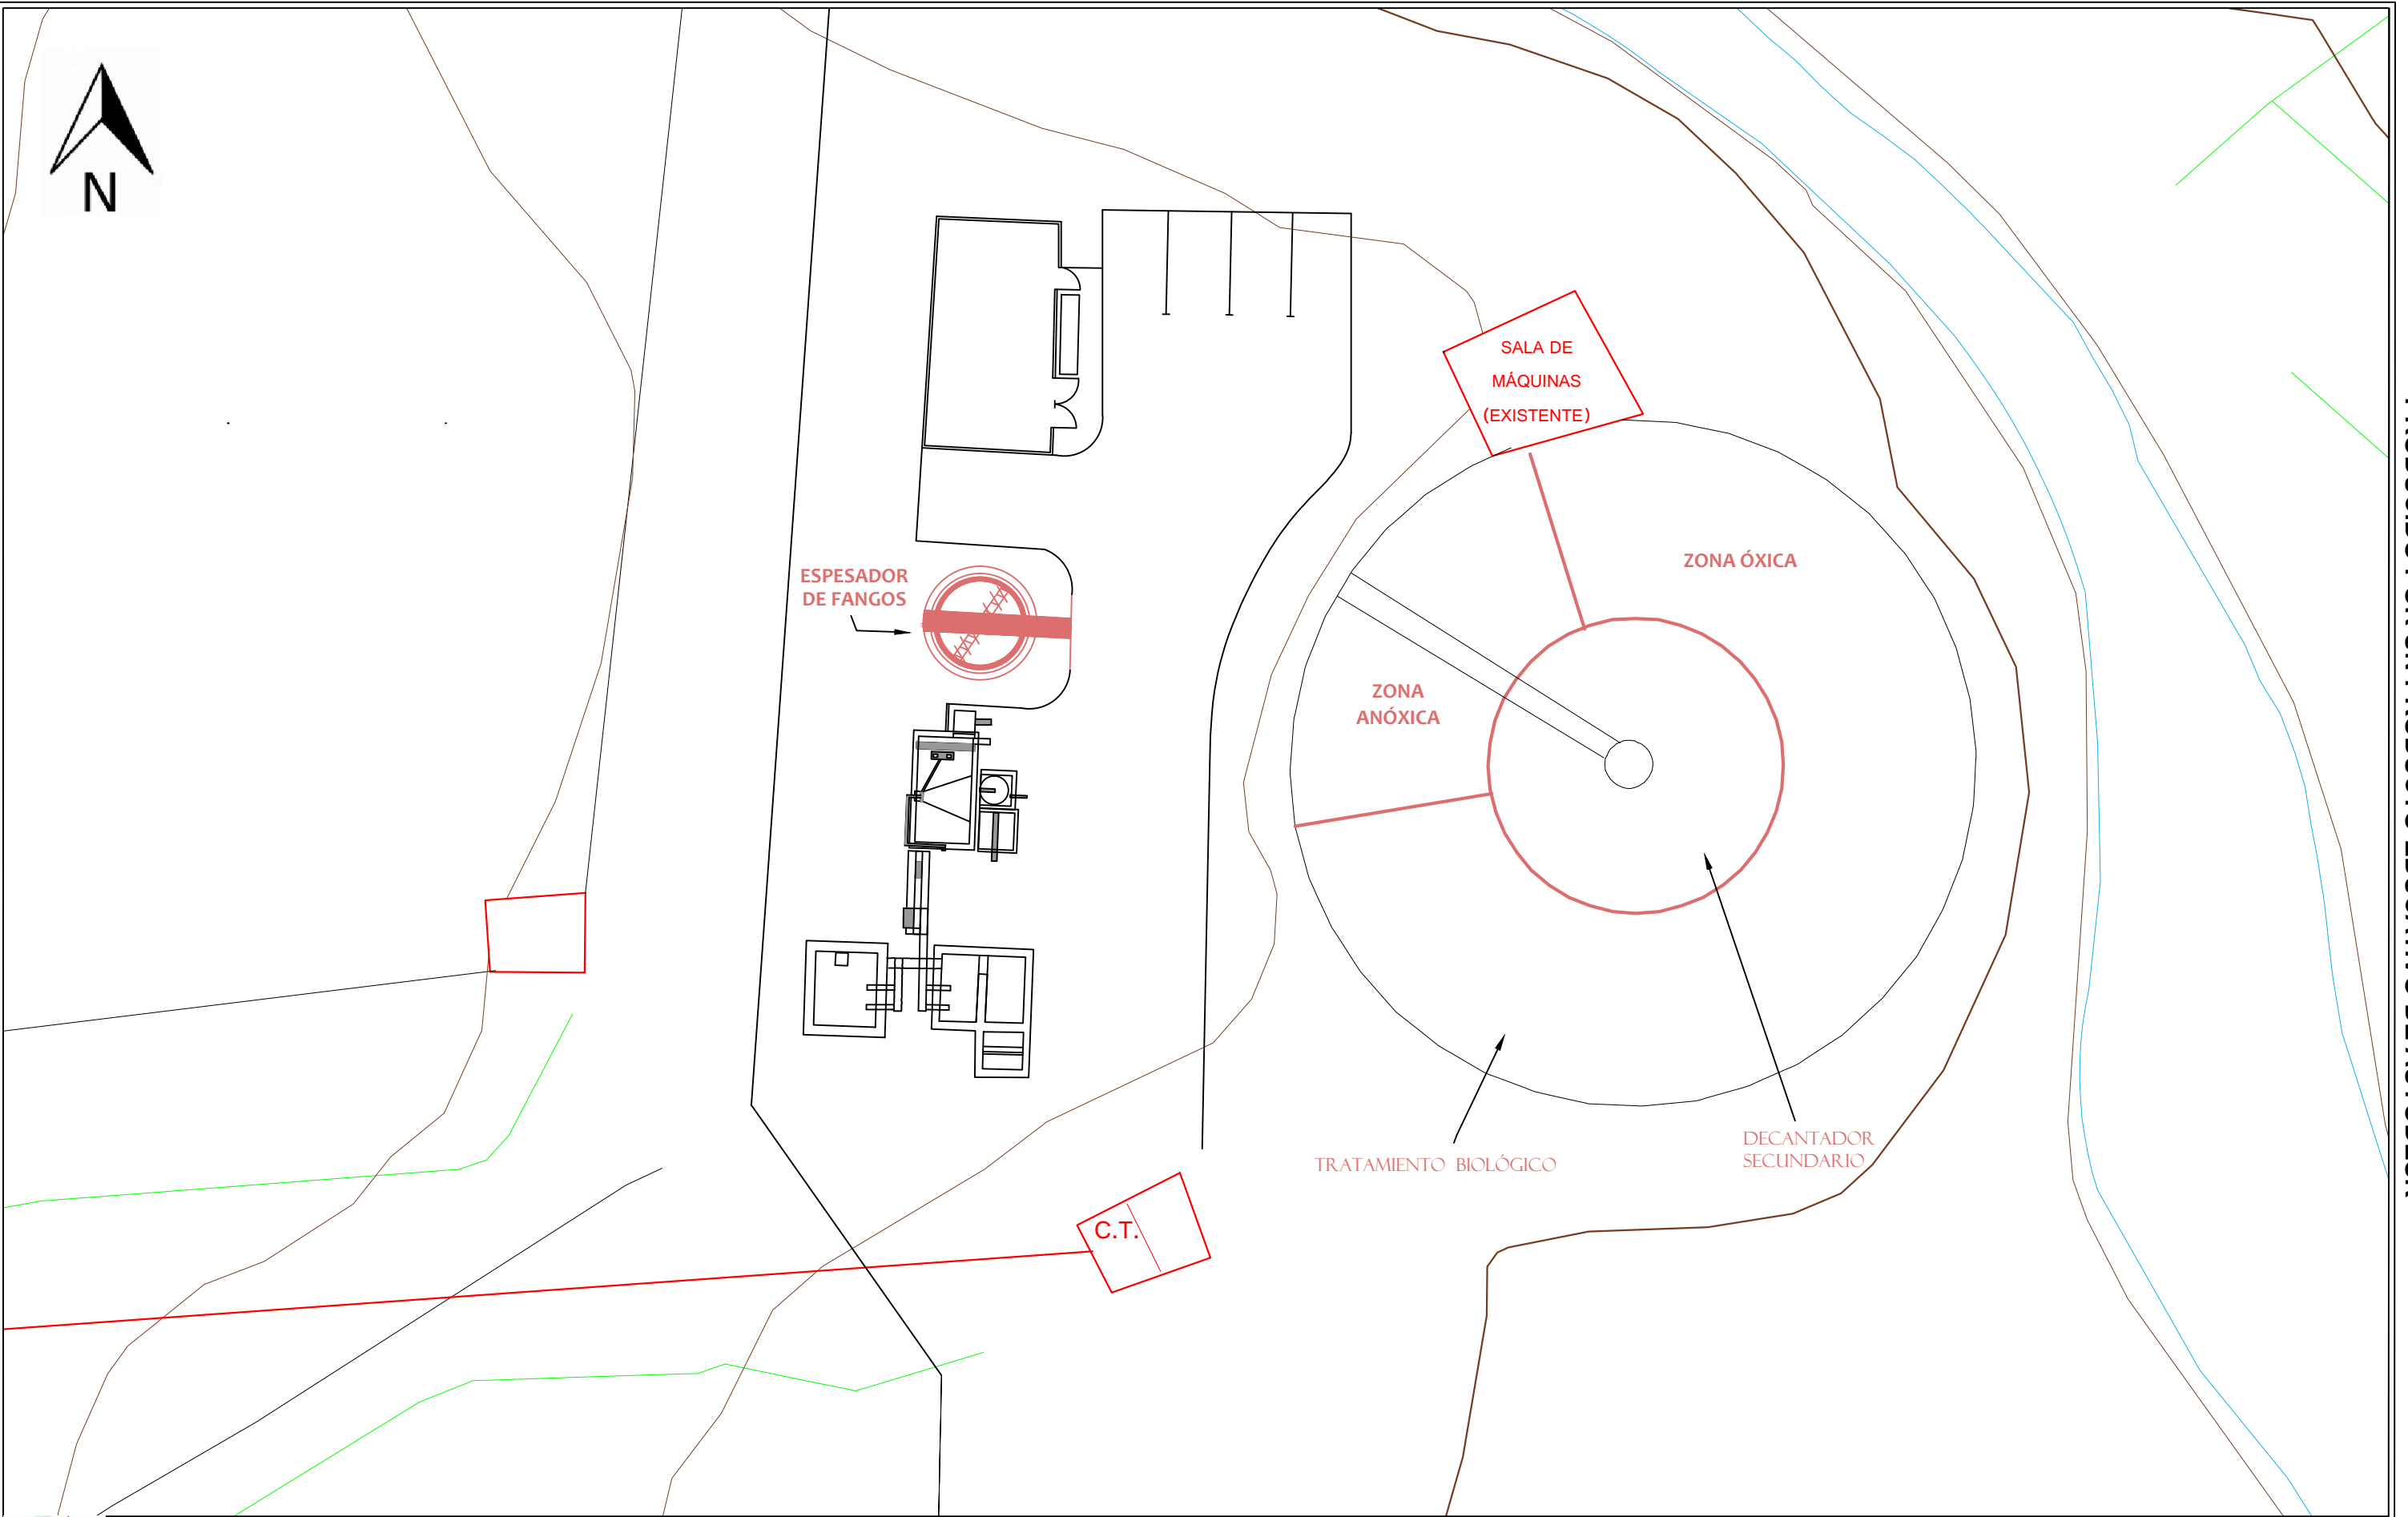 N
SALA DE
MÁQUINAS
(EXISTENTE)
ZONA ÓXICA
ESPESADOR
DE FANGOS
ZONA
ANÓXICA
DECANTADOR
SECUNDARIO
TRATAMIENTO BIOLÓGICO
C.T.